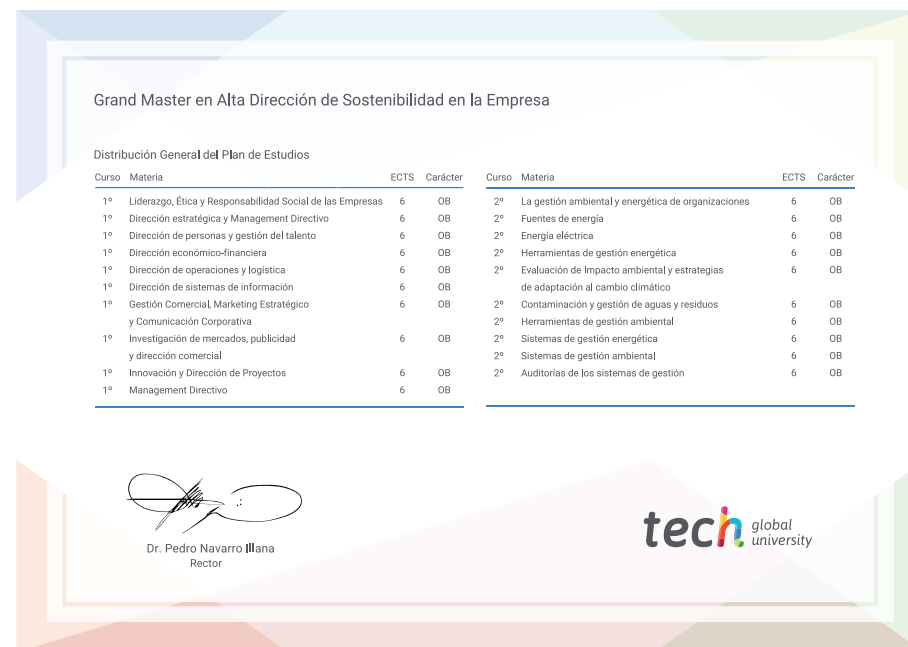 Grand Master en Alta Dirección de Sostenibilidad en la Empresa
Distribución General del Plan de Estudios
Curso Materia ECTS Carácter
1º Liderazgo, Ética y Responsabilidad Social de las Empresas 6 OB
1º Dirección estratégica y Management Directivo 6 OB
1º Dirección de personas y gestión del talento 6 OB
1º Dirección económico-financiera 6 OB
1º Dirección de operaciones y logística 6 OB
1º Dirección de sistemas de información 6 OB
1º Gestión Comercial, Marketing Estratégico 6 OB
y Comunicación Corporativa
1º Investigación de mercados, publicidad 6 OB
y dirección comercial
1º Innovación y Dirección de Proyectos 6 OB
1º Management Directivo 6 OB
Curso Materia ECTS Carácter
2º La gestión ambiental y energética de organizaciones 6 OB
2º Fuentes de energía 6 OB
2º Energía eléctrica 6 OB
2º Herramientas de gestión energética 6 OB
2º Evaluación de Impacto ambiental y estrategias 6 OB
de adaptación al cambio climático
2º Contaminación y gestión de aguas y residuos 6 OB
2º Herramientas de gestión ambiental 6 OB
2º Sistemas de gestión energética 6 OB
2º Sistemas de gestión ambiental 6 OB
2º Auditorías de los sistemas de gestión 6 OB
Dr. Pedro Navarro Illana
Rector
tech global
university